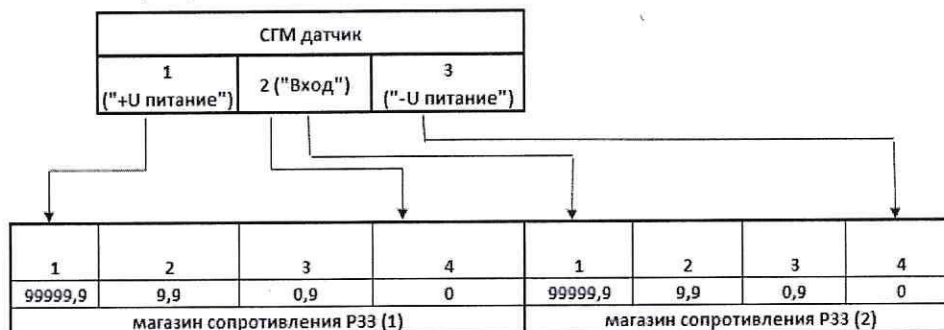 СГМ датчик
1 ("+U питание")
2 ("Вход")
3 ("-U питание")
1 2 3 4 1 2 3 4
99999,9 9,9 0,9 0 99999,9 9,9 0,9 0
магазин сопротивления Р33 (1) магазин сопротивления Р33 (2)